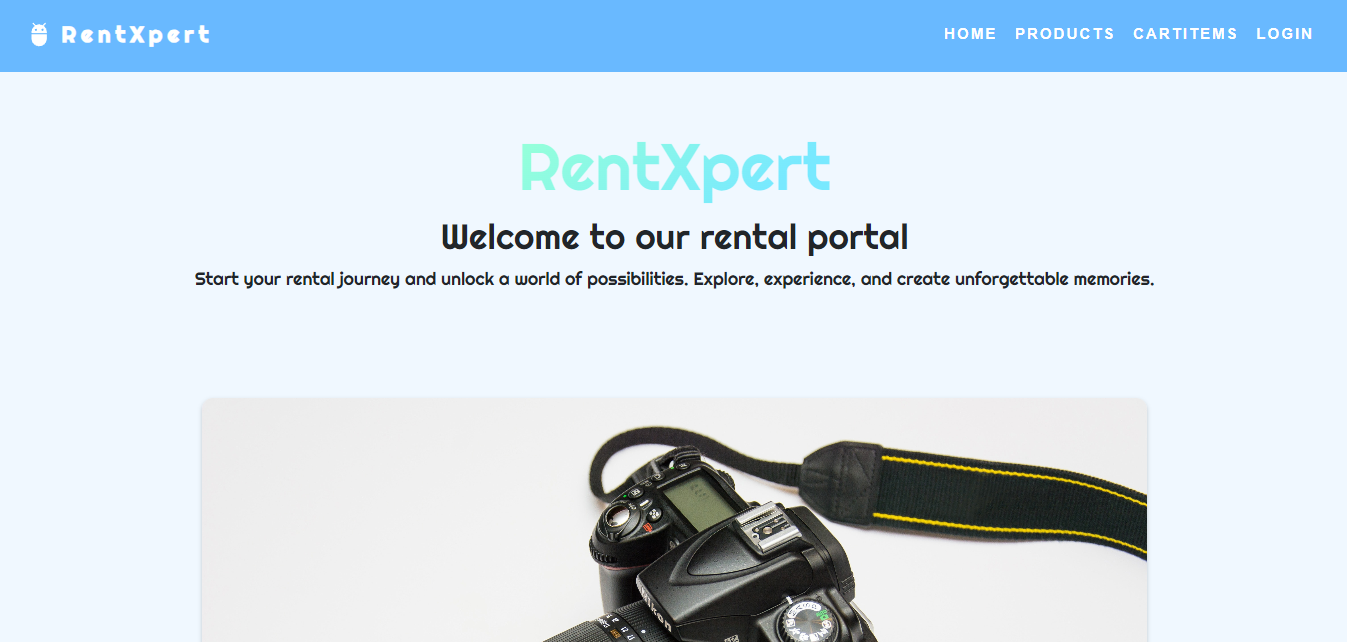 RentXpert
HOME PRODUCTS CARTITEMS LOGIN
RentXpert
Welcome to our rental portal
Start your rental journey and unlock a world of possibilities. Explore, experience, and create unforgettable memories.
Nikon